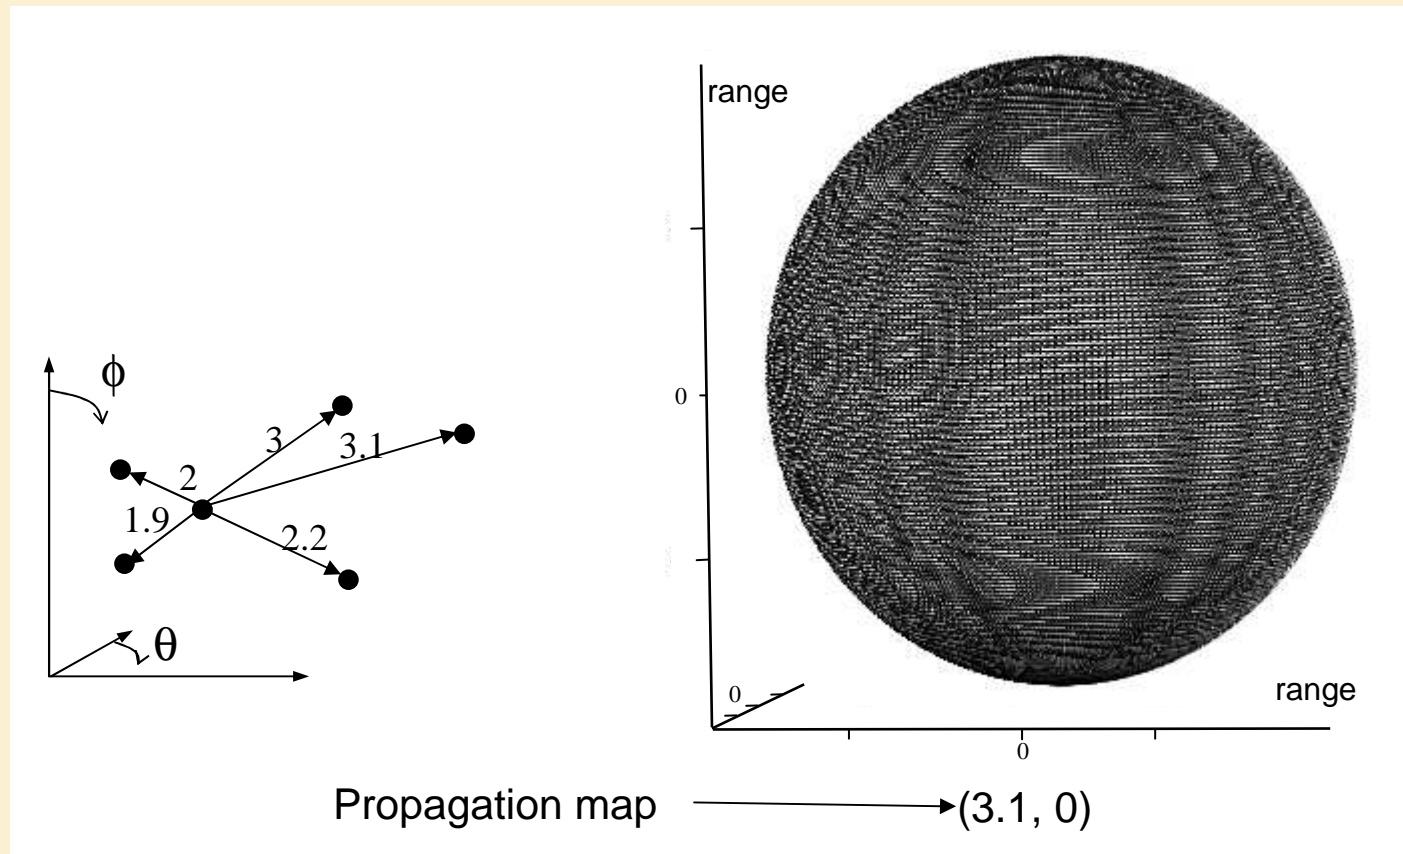 range
ϕ
3
3.1
2
1.9
2.2
θ
0
0
0
range
Propagation map (3.1, 0)